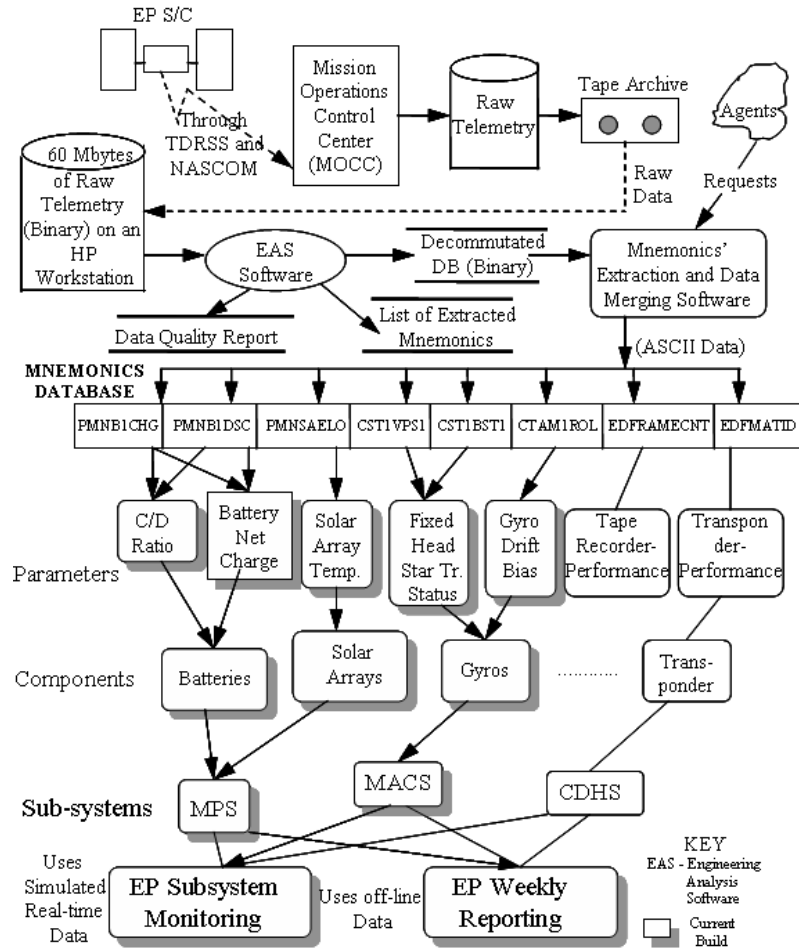 EP S/C
Mission
Operations
Control
Center
(MOCC)
Raw
Telemetry
Tape Archive
Agents
Through
TDRSS and
NASCOM
60 Mbytes
of Raw
Telemetry
(Binary) on an
HP
Workstation
Raw
Data
Requests
EAS
Software
Decommutated
DB (Binary)
Mnemonics'
Extraction and Data
Merging Software
Data Quality Report
List of Extracted
Mnemonics
(ASCII Data)
MNEMONICS
DATABASE
PMNB1CHG
PMNB1DSC
PMNSAELO
CST1VPS1
CST1BST1
CTAM1ROL
EDFRAMECNT
EDFMATID
Parameters
C/D
Ratio
Battery
Net
Charge
Solar
Array
Temp.
Fixed
Head
Star Tr.
Status
Gyro
Drift
Bias
Tape
Recorder-
Performance
Transpon
der-
Performance
Components
Batteries
Solar
Arrays
Gyros
............
Trans-
ponder
Sub-systems
MPS
MACS
CDHS
Uses
Simulated
Real-time
Data
EP Subsystem
Monitoring
Uses off-line
Data
EP Weekly
Reporting
KEY
EAS - Engineering
Analysis
Software
Current
Build